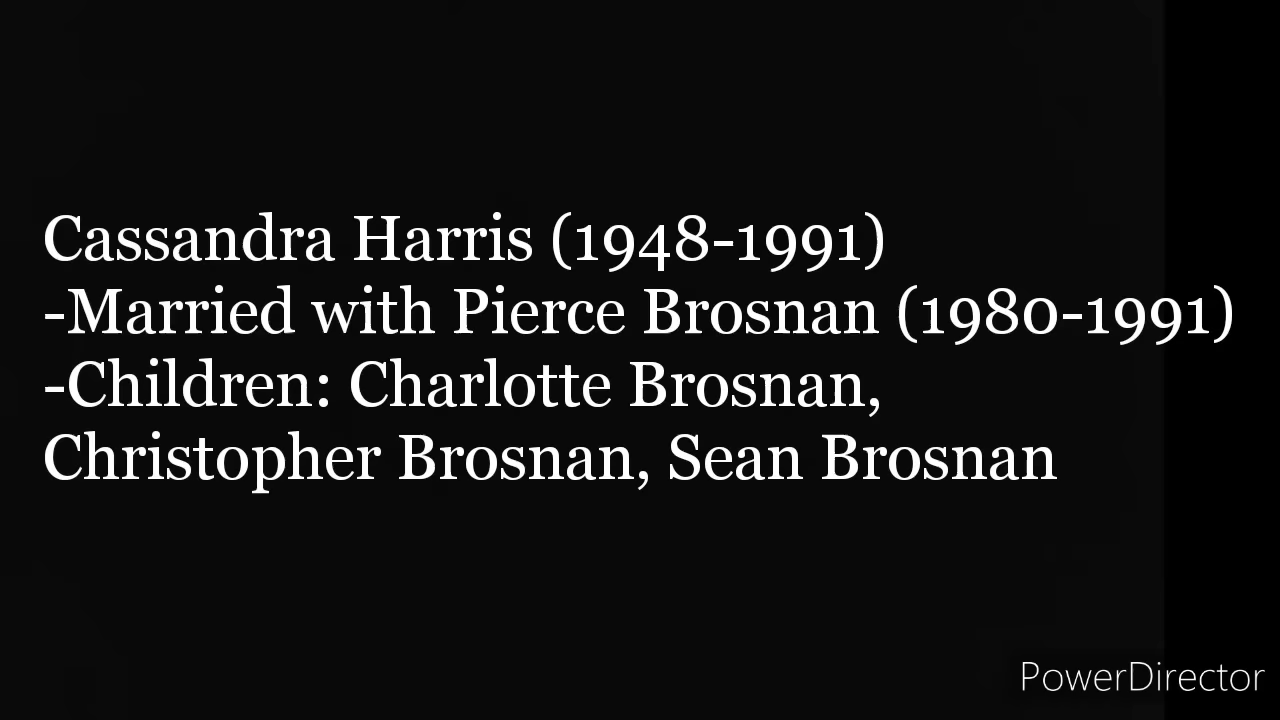 Cassandra Harris (1948-1991)
-Married with Pierce Brosnan (1980-1991)
-Children: Charlotte Brosnan,
Christopher Brosnan, Sean Brosnan
PowerDirector